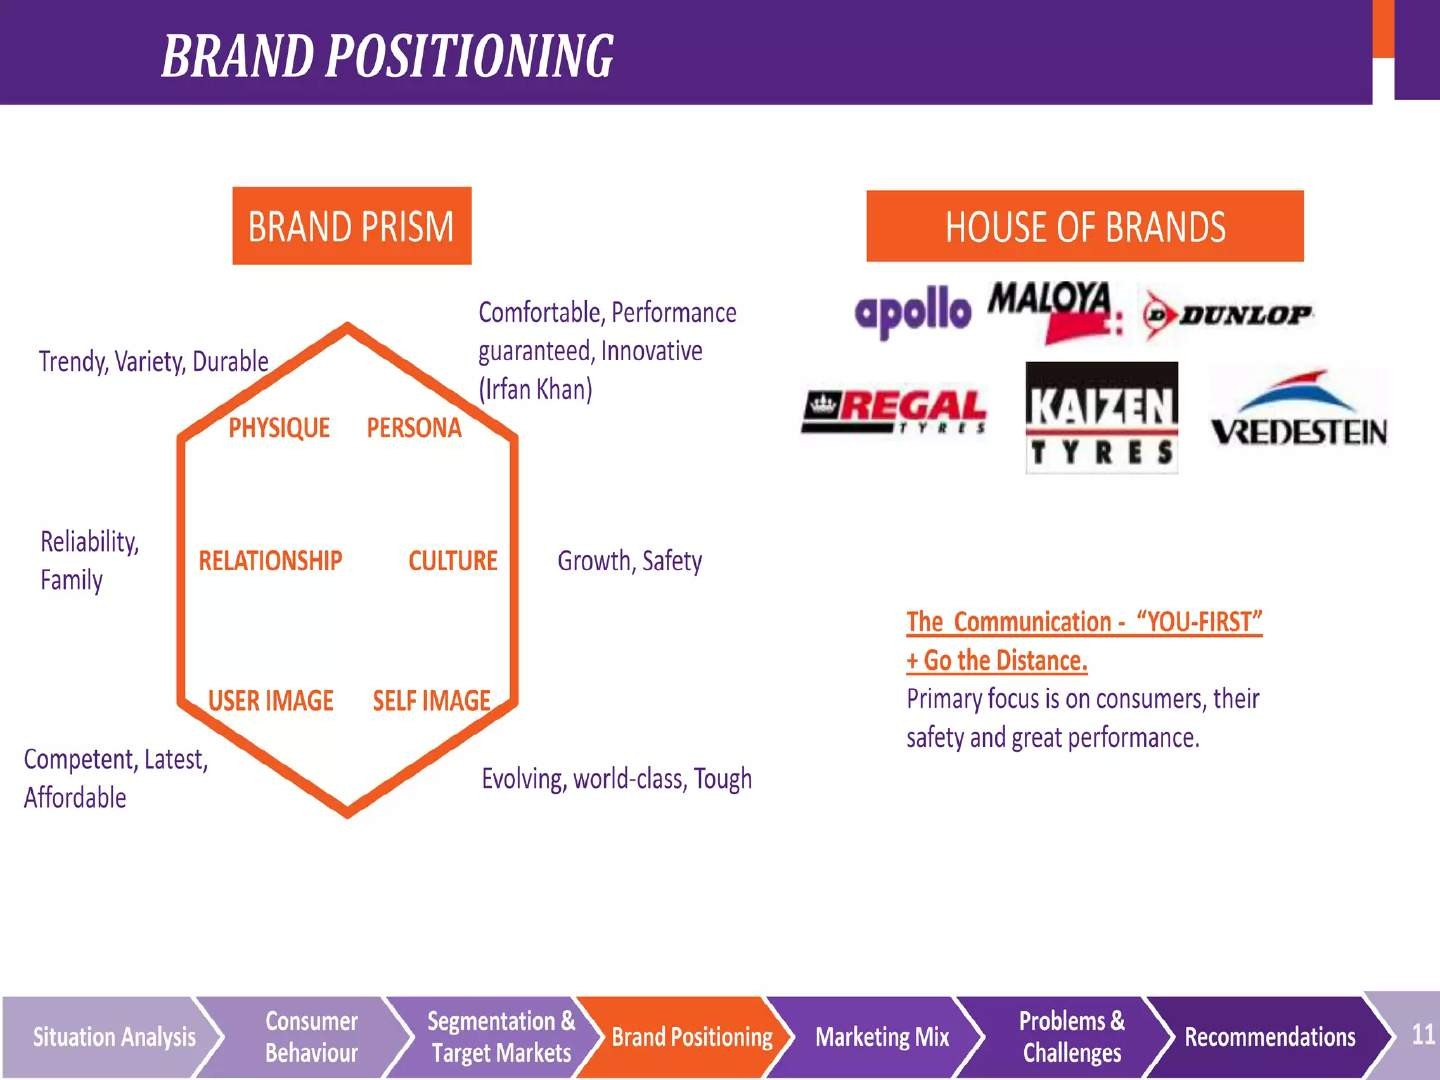 BRAND POSITIONING
BRAND PRISM
Trendy, Variety, Durable
Comfortable, Performance
guaranteed, Innovative
(Irfan Khan)
PHYSIQUE PERSONA
Reliability,
Family
RELATIONSHIP CULTURE
Growth, Safety
USER IMAGE SELF IMAGE
Competent, Latest,
Affordable
Evolving, world-class, Tough
HOUSE OF BRANDS
apollo MALOYA D DUNLOP
REGAL
TYRES
KAIZEN
TYRES
VREDESTEIN
The Communication - “YOU-FIRST”
+ Go the Distance.
Primary focus is on consumers, their
safety and great performance.
Situation Analysis
Consumer
Behaviour
Segmentation &
Target Markets
Brand Positioning
Marketing Mix
Problems &
Challenges
Recommendations
11